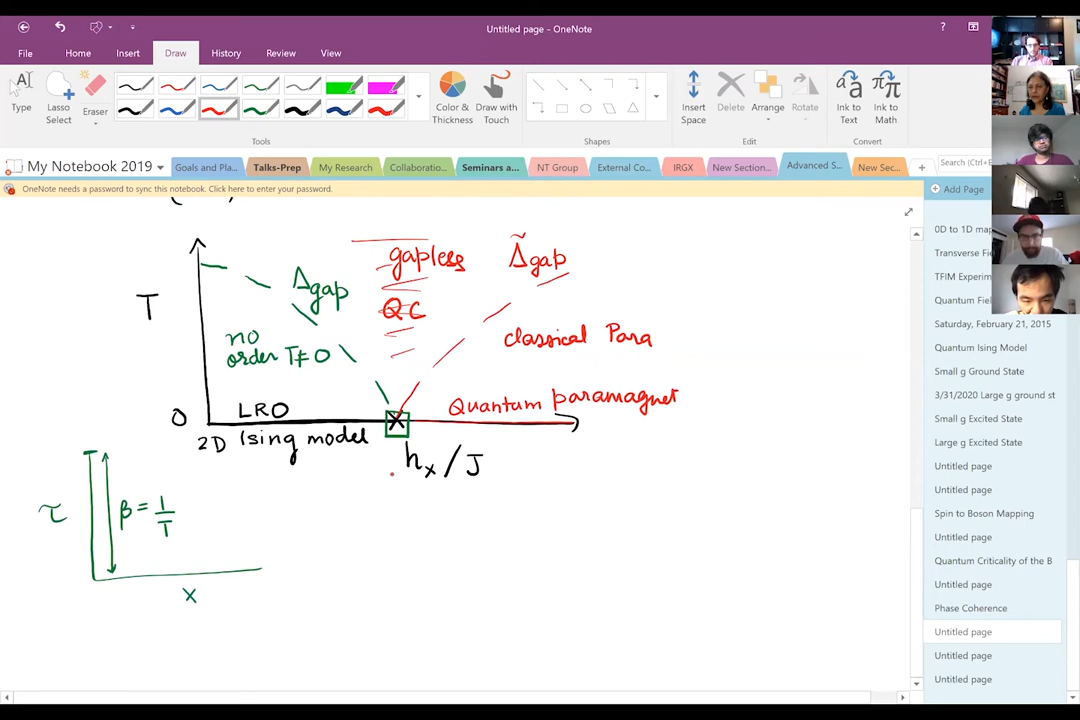 Untitled page - OneNote
?
File Home Insert Draw History Review View
Type
Lasso Select
Eraser
Color & Thickness
Draw with Touch
Insert Space
Delete
Arrange
Rotate
Ink to Text
Ink to Math
Tools
Shapes
Edit
Convert
My Notebook 2019
Goals and Pla...
Talks-Prep
My Research
Collaboratio...
Seminars a...
NT Group
External Co...
IRGX
New Section...
Advanced S...
New Sec...
Search (Ctrl+E
OneNote needs a password to sync this notebook. Click here to enter your password.
Add Page
0D to 1D map
Transverse Fi
TFIM Experim
Quantum Fiel
Saturday, February 21, 2015
Quantum Ising Model
Small g Ground State
3/31/2020 Large g ground st
Small g Excited State
Large g Excited State
Untitled page
Untitled page
Spin to Boson Mapping
Untitled page
Quantum Criticality of the B
Untitled page
Phase Coherence
Untitled page
Untitled page
Untitled page
gapless
Δ̃gap
Δgap
QC
T
no
order T≠0
classical Para
LRO
Quantum paramagnet
0
2D Ising model
hx/J
τ
β = 1/T
x